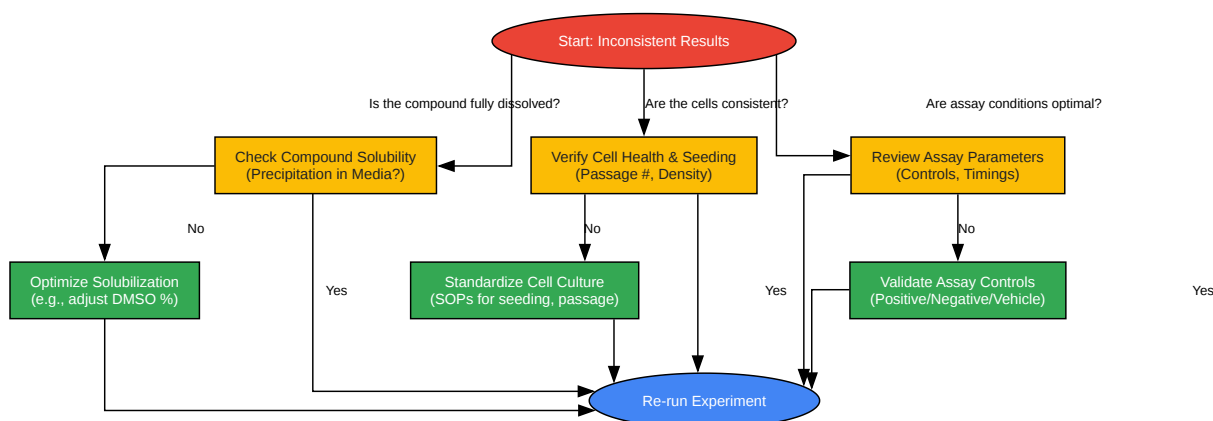 Start: Inconsistent Results
Is the compound fully dissolved?
Are the cells consistent?
Are assay conditions optimal?
Check Compound Solubility
(Precipitation in Media?)
Verify Cell Health & Seeding
(Passage #, Density)
Review Assay Parameters
(Controls, Timings)
No
No
No
Optimize Solubilization
(e.g., adjust DMSO %)
Yes
Standardize Cell Culture
(SOPs for seeding, passage)
Yes
Validate Assay Controls
(Positive/Negative/Vehicle)
Yes
Re-run Experiment